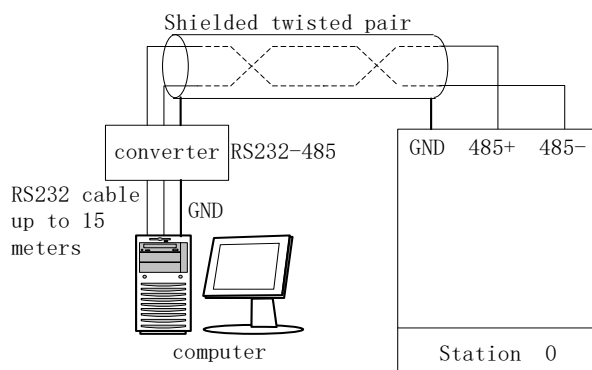 Shielded twisted pair
converter
RS232-485
GND 485+ 485-
RS232 cable
up to 15
meters
GND
computer
Station 0